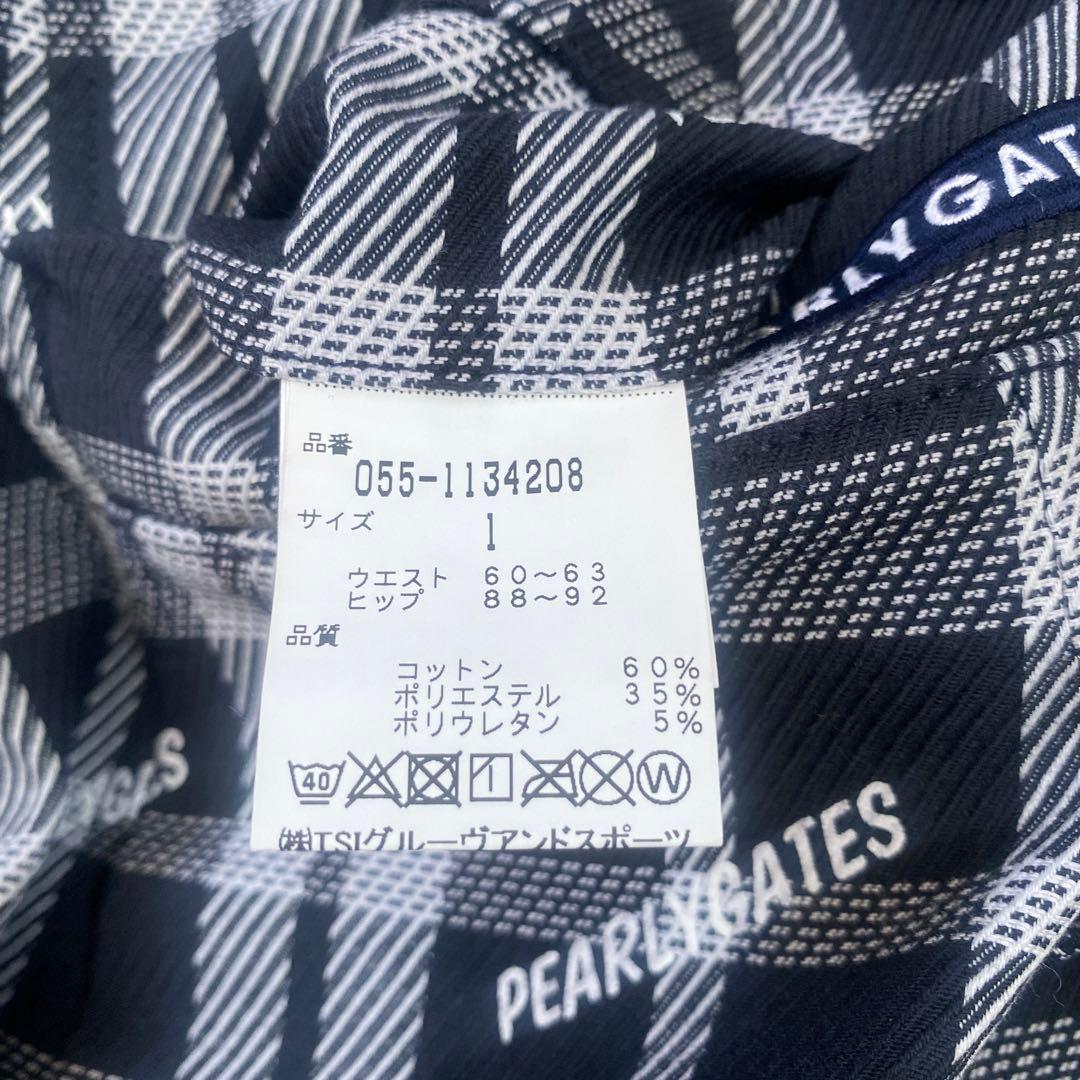 LYGAT
品番
055-1134208
サイズ 1
ウエスト 60～63
ヒップ 88～92
品質
コットン 60%
ポリエステル 35%
ポリウレタン 5%
40 W
㈱TSIグルーヴアンドスポーツ
PEARLYGATES